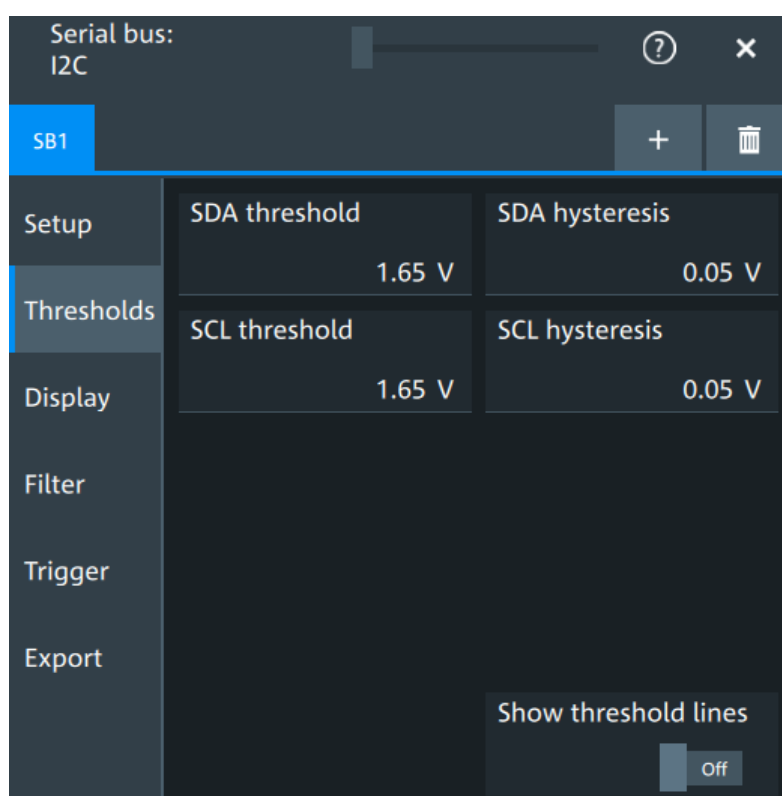 Serial bus:
I2C
SB1
Setup
Thresholds
Display
Filter
Trigger
Export
SDA threshold
1.65 V
SDA hysteresis
0.05 V
SCL threshold
1.65 V
SCL hysteresis
0.05 V
Show threshold lines
Off